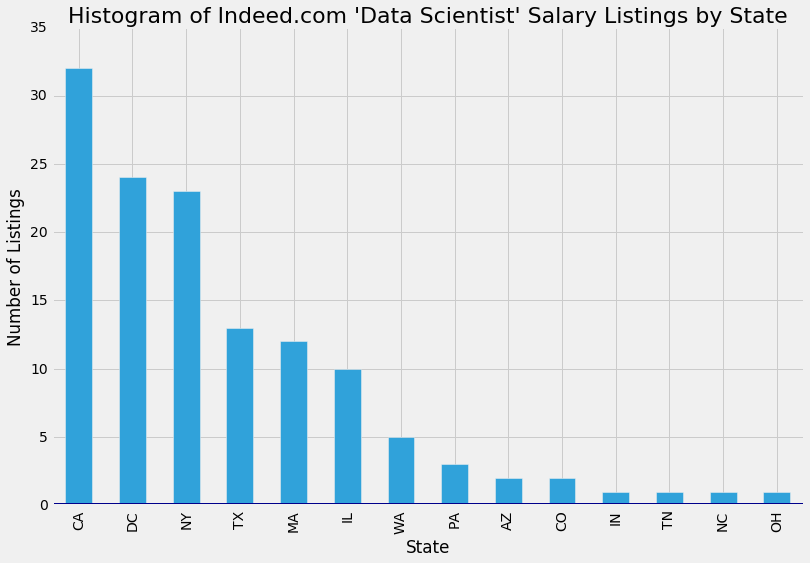 Histogram of Indeed.com 'Data Scientist' Salary Listings by State
35
30
25
20
15
10
5
0
Number of Listings
CA DC NY TX MA IL WA PA AZ CO IN TN NC OH
State